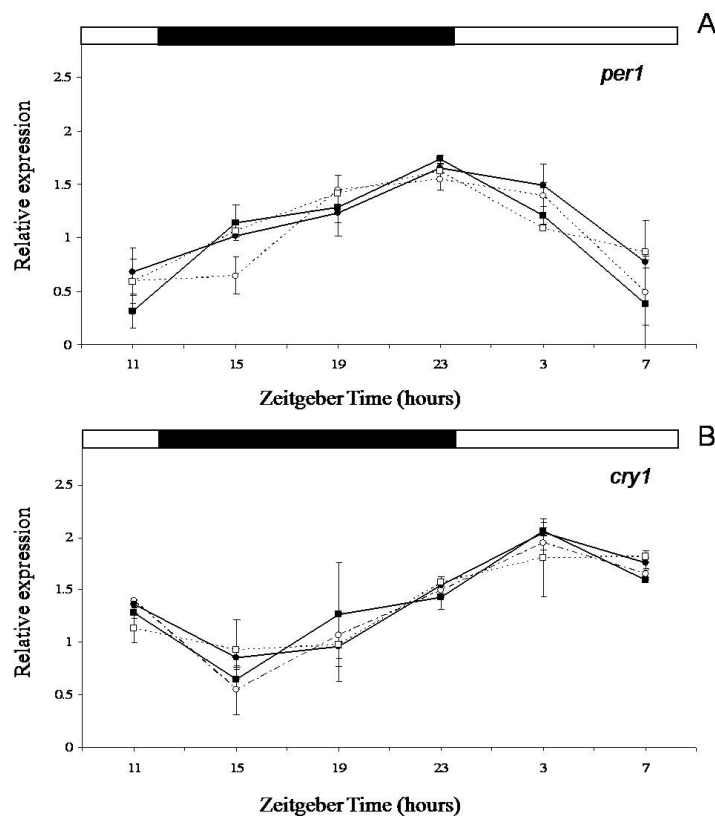 A
per1
2.5
2
1.5
1
0.5
0
Relative expression
11 15 19 23 3 7
Zeitgeber Time (hours)
B
cry1
2.5
2
1.5
1
0.5
0
Relative expression
11 15 19 23 3 7
Zeitgeber Time (hours)